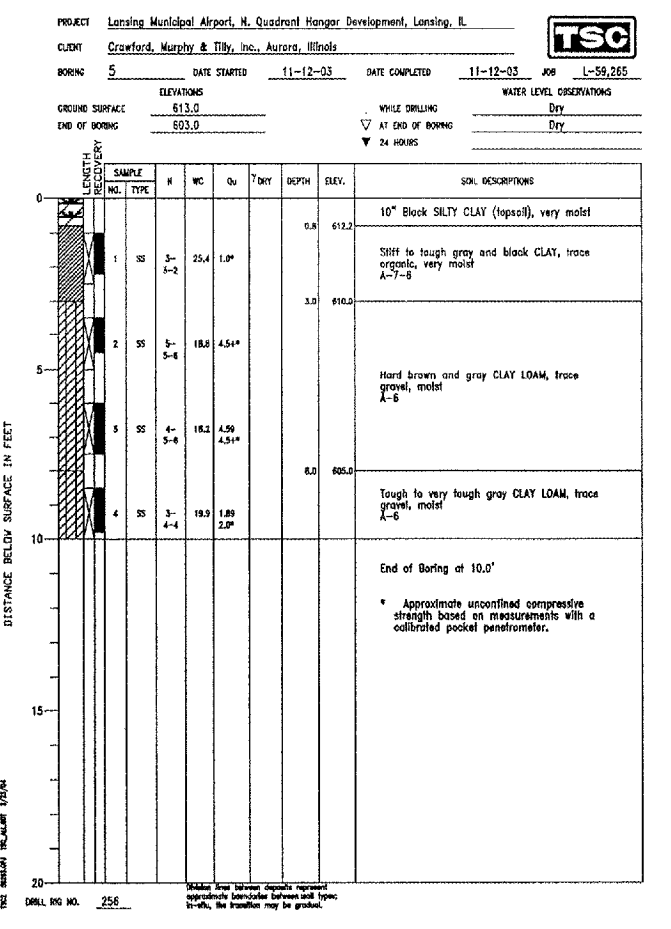 PROJECT Lansing Municipal Airport, N. Quadrant Hangar Development, Lansing, IL
TSC
CLIENT Crawford, Murphy & Tilly, Inc., Aurora, Illinois
BORING 5 DATE STARTED 11-12-03 DATE COMPLETED 11-12-03 JOB L-59,265
ELEVATIONS WATER LEVEL OBSERVATIONS
GROUND SURFACE 613.0 WHILE DRILLING Dry
END OF BORING 603.0 ▽ AT END OF BORING Dry
▼ 24 HOURS
LENGTH
RECOVERY
SAMPLE
NO. TYPE N WC Qu γ DRY DEPTH ELEV. SOIL DESCRIPTIONS
0
10" Black SILTY CLAY (topsoil), very moist
0.8 612.2
Stiff to tough gray and black CLAY, trace
organic, very moist
A-7-6
1 SS 3- 25.4 1.0*
3-2
3.0 610.0
2 SS 5- 18.8 4.5+*
5-6
5
Hard brown and gray CLAY LOAM, trace
gravel, moist
A-6
3 SS 4- 18.2 4.59
5-6 4.5+*
8.0 605.0
Tough to very tough gray CLAY LOAM, trace
gravel, moist
A-6
4 SS 3- 19.9 1.89
4-4 2.0*
10
End of Boring at 10.0'
* Approximate unconfined compressive
strength based on measurements with a
calibrated pocket penetrometer.
15
20
DISTANCE BELOW SURFACE IN FEET
DRILL RIG NO. 256
Division lines between deposits represent
approximate boundaries between soil types;
in-situ, the transition may be gradual.